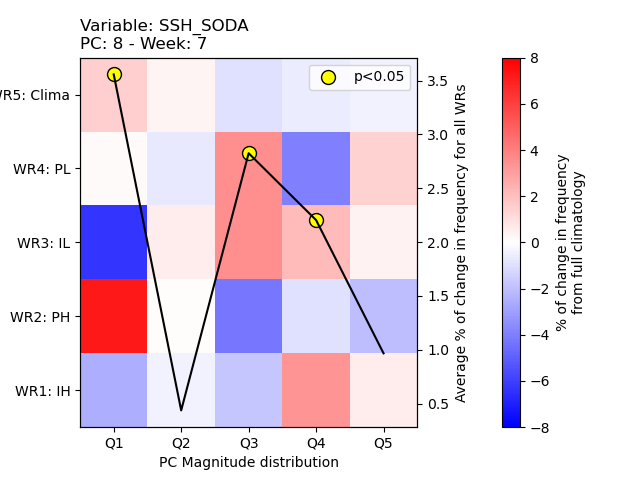 Variable: SSH_SODA
PC: 8 - Week: 7
p<0.05
WR5: Clima
WR4: PL
WR3: IL
WR2: PH
WR1: IH
Q1 Q2 Q3 Q4 Q5
PC Magnitude distribution
3.5
3.0
2.5
2.0
1.5
1.0
0.5
Average % of change in frequency for all WRs
8
6
4
2
0
−2
−4
−6
−8
% of change in frequency
from full climatology